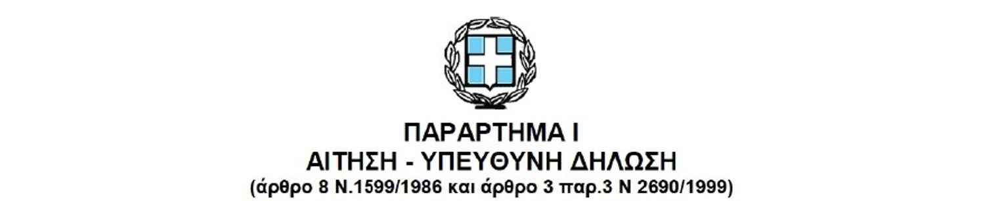 ΠΑΡΑΡΤΗΜΑ Ι
ΑΙΤΗΣΗ - ΥΠΕΥΘΥΝΗ ΔΗΛΩΣΗ
(άρθρο 8 Ν.1599/1986 και άρθρο 3 παρ.3 Ν 2690/1999)